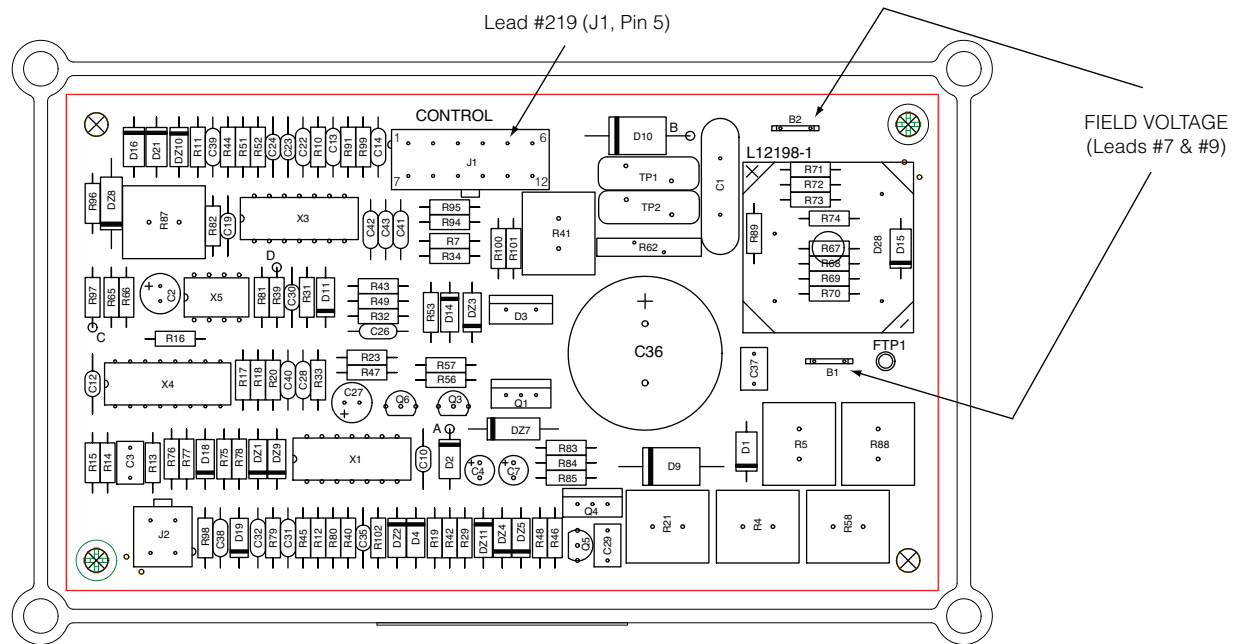 Lead #219 (J1, Pin 5)
FIELD VOLTAGE
(Leads #7 & #9)
CONTROL
1 6
J1
7 12
D16 D21 DZ10 R11 C39 R44 R51 R52 C24 C23 C22 R10 C13 R91 R99 C14
D10 B
B2
L12198-1
TP1
TP2
C1
R71
R72
R73
R74
R89
R67
R68
R69
R70
D28
D15
R96 DZ8 R87 R82 C19 X3 C42 C43 C41
R95
R94
R7
R34
R100 R101 R41 R62
D
R97 R65 R66 C2 X5 R81 R39 C30 R31 D11
R43
R49
R32
C26
R53 D14 DZ3 D3
C
R16
C36
FTP1
C37
B1
C12 X4 R17 R18 R20 C40 C28 R33
R23
R47
R57
R56
C27 Q6 Q3 Q1
A
DZ7
R15 R14 C3 R13 R76 R77 D18 R75 R78 DZ1 DZ9 X1 C10 D2 C4 C7
R83
R84
R85
D9 D1 R5 R88
Q4
J2 R98 C38 D19 C32 R79 C31 R45 R12 R80 R40 C35 R102 DZ2 D4 R19 R42 R29 DZ11 DZ4 DZ5 R48 R46 Q5 C29
R21 R4 R58